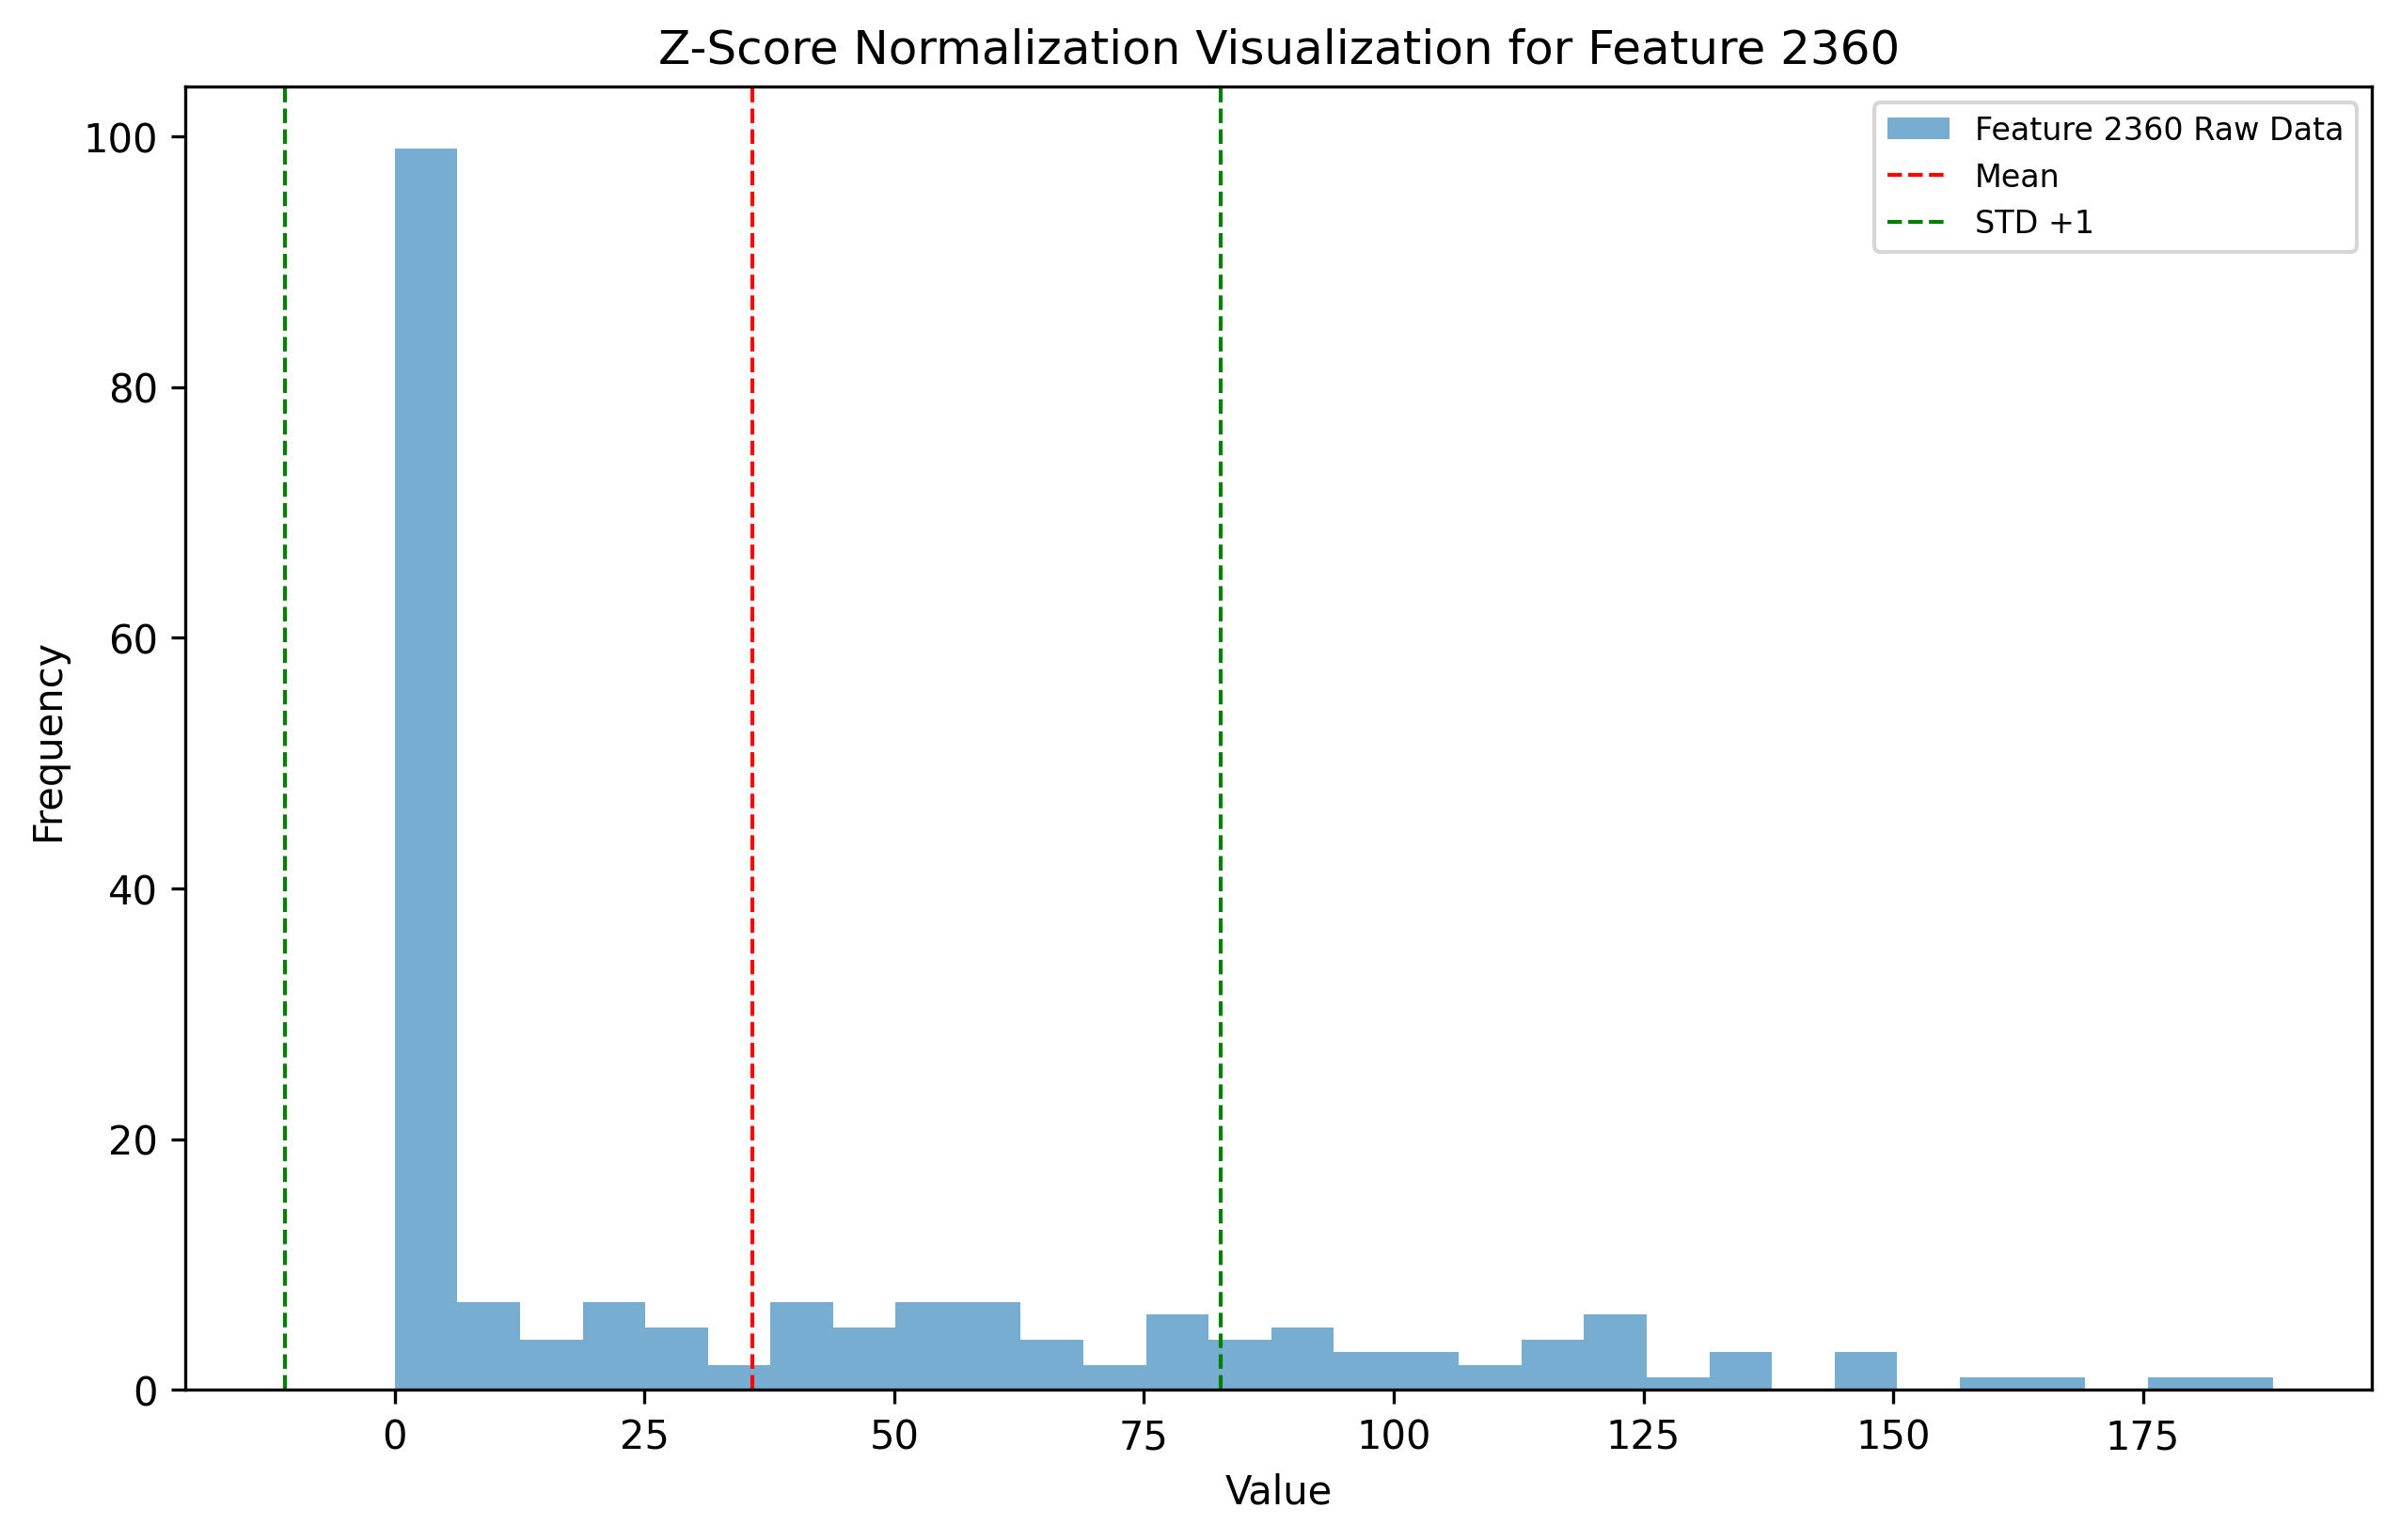 Z-Score Normalization Visualization for Feature 2360
Feature 2360 Raw Data
Mean
STD +1
100
80
60
40
20
0
Frequency
0 25 50 75 100 125 150 175
Value